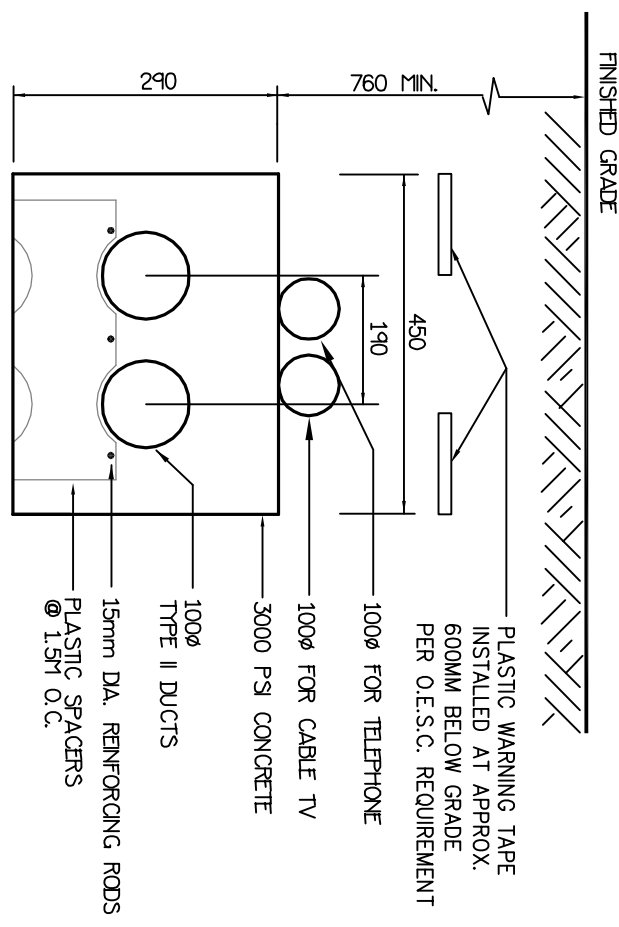 FINISHED GRADE
760 MIN.
290
450
190
PLASTIC WARNING TAPE
INSTALLED AT APPROX.
600MM BELOW GRADE
PER O.E.S.C. REQUIREMENT
100ø FOR TELEPHONE
100ø FOR CABLE TV
3000 PSI CONCRETE
100ø
TYPE II DUCTS
15mm DIA. REINFORCING RODS
PLASTIC SPACERS
@ 1.5M O.C.